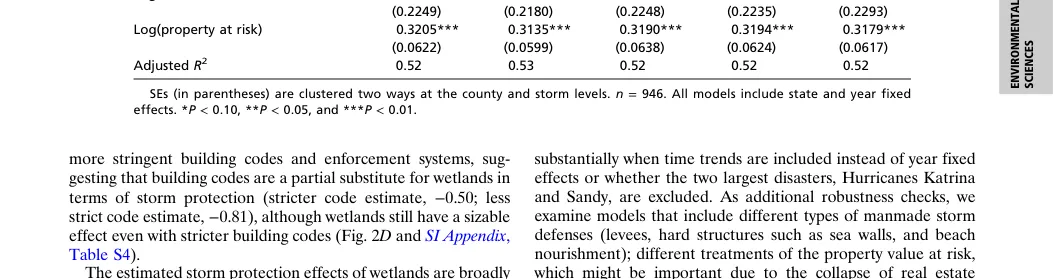 (0.2249) (0.2180) (0.2248) (0.2235) (0.2293)
Log(property at risk) 0.3205*** 0.3135*** 0.3190*** 0.3194*** 0.3179***
(0.0622) (0.0599) (0.0638) (0.0624) (0.0617)
Adjusted R² 0.52 0.53 0.52 0.52 0.52
SEs (in parentheses) are clustered two ways at the county and storm levels. n = 946. All models include state and year fixed
effects. *P < 0.10, **P < 0.05, and ***P < 0.01.
more stringent building codes and enforcement systems, sug-
gesting that building codes are a partial substitute for wetlands in
terms of storm protection (stricter code estimate, −0.50; less
strict code estimate, −0.81), although wetlands still have a sizable
effect even with stricter building codes (Fig. 2D and SI Appendix,
Table S4).
The estimated storm protection effects of wetlands are broadly
substantially when time trends are included instead of year fixed
effects or whether the two largest disasters, Hurricanes Katrina
and Sandy, are excluded. As additional robustness checks, we
examine models that include different types of manmade storm
defenses (levees, hard structures such as sea walls, and beach
nourishment); different treatments of the property value at risk,
which might be important due to the collapse of real estate
ENVIRONMENTAL
SCIENCES